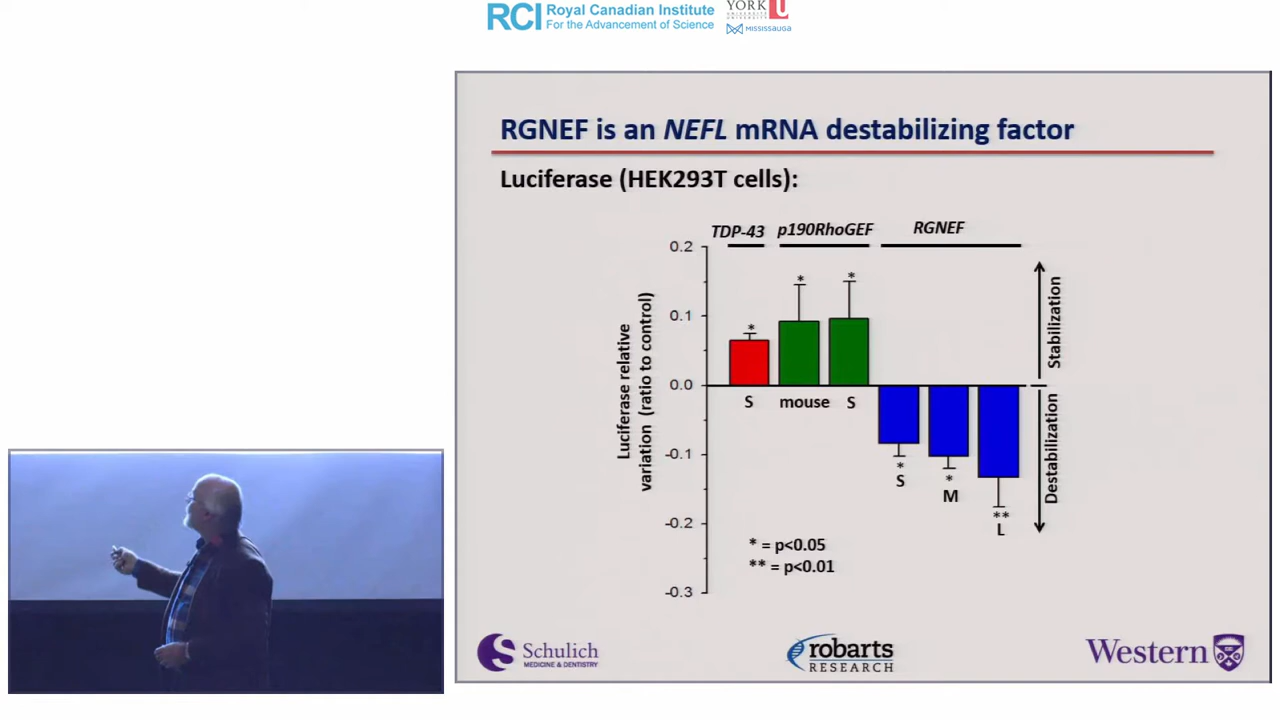 RCI Royal Canadian Institute
For the Advancement of Science
YORK U
UNIVERSITÉ
UNIVERSITY
MISSISSAUGA
RGNEF is an NEFL mRNA destabilizing factor
Luciferase (HEK293T cells):
TDP-43 p190RhoGEF RGNEF
0.2
0.1
0.0
-0.1
-0.2
-0.3
Luciferase relative
variation (ratio to control)
* * *
S mouse S
* * **
S M L
Stabilization
Destabilization
* = p<0.05
** = p<0.01
Schulich
MEDICINE & DENTISTRY
robarts
RESEARCH
Western